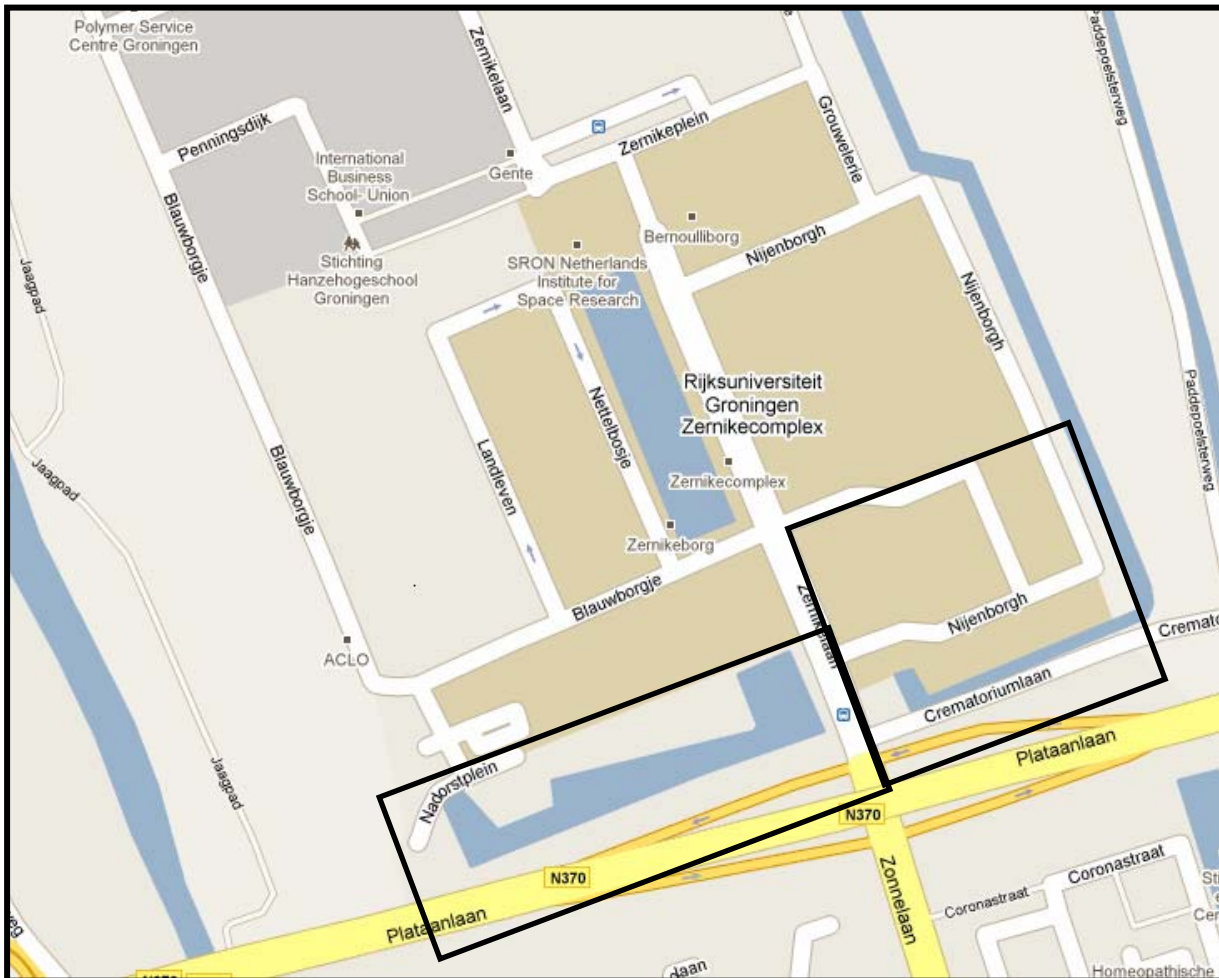 Polymer Service
Centre Groningen
Zernikelaan
Paddepoelsterweg
Penningsdijk
International
Business
School- Union
Gente
Zernikeplein
Grouwelerie
Blauwborgje
Stichting
Hanzehogeschool
Groningen
SRON Netherlands
Institute for
Space Research
Bernoulliborg
Nijenborgh
Nijenborgh
Jaagpad
Jaagpad
Blauwborgje
Landleven
Nettelbosje
Rijksuniversiteit
Groningen
Zernikecomplex
Zernikecomplex
Paddepoelsterweg
Zernikeborg
Blauwborgje
Zernikelaan
Nijenborgh
ACLO
Crematoriumlaan
Jaagpad
Nadorstplein
Plataanlaan
N370
N370
Plataanlaan
Zonnelaan
Coronastraat
Coronastraat
Homeopathische